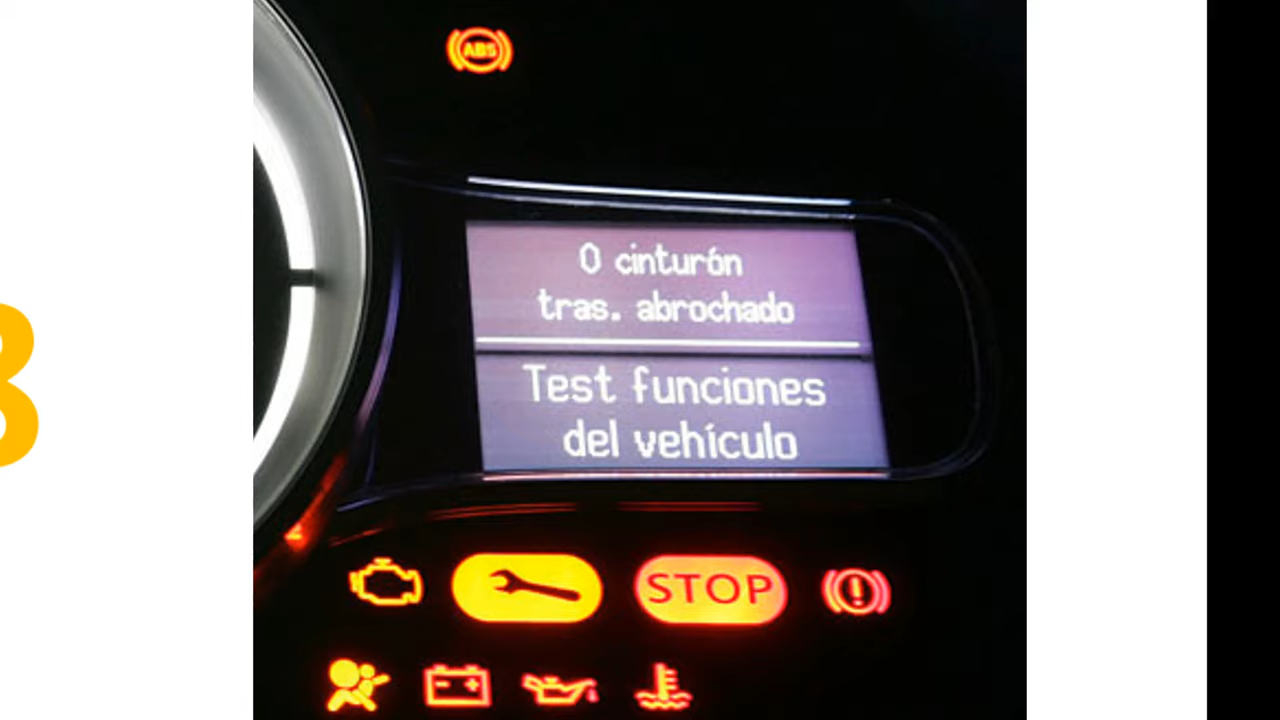 ABS
0 cinturón
tras. abrochado
Test funciones
del vehículo
STOP